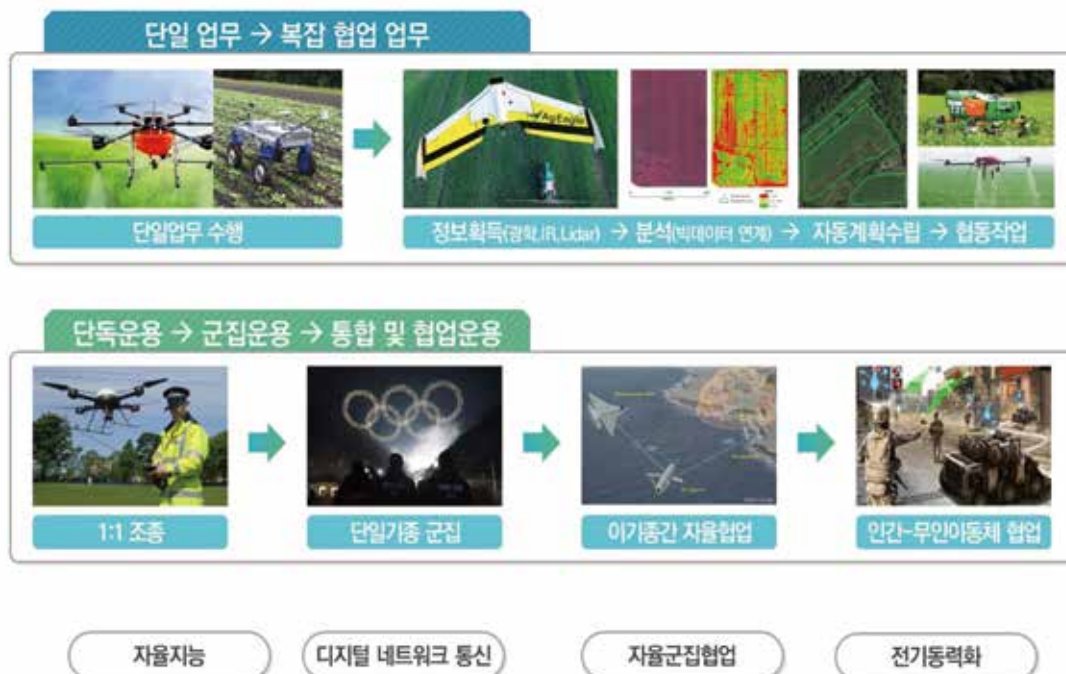 단일 업무 → 복잡 협업 업무
AgEagle
단일업무 수행
정보획득(광학,IR,Lidar) → 분석(빅데이터 연계) → 자동계획수립 → 협동작업
단독운용 → 군집운용 → 통합 및 협업운용
1:1 조종
단일기종 군집
이기종간 자율협업
인간-무인이동체 협업
자율지능
디지털 네트워크 통신
자율군집협업
전기동력화